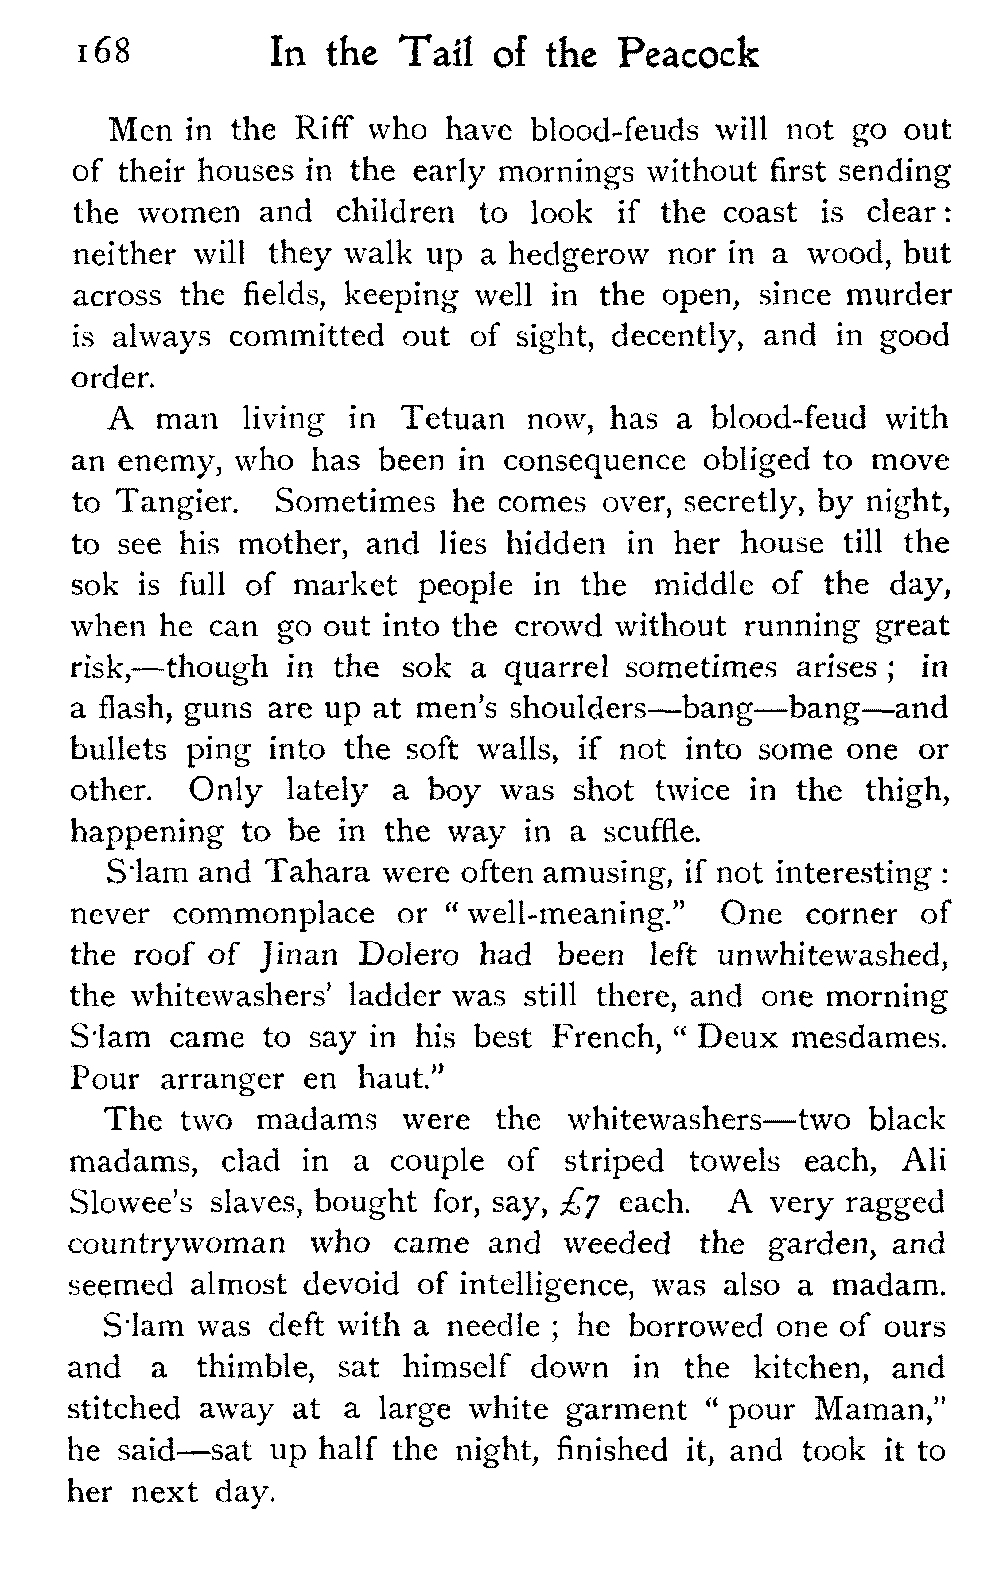 168 In the Tail of the Peacock
Men in the Riff who have blood-feuds will not go out
of their houses in the early mornings without first sending
the women and children to look if the coast is clear:
neither will they walk up a hedgerow nor in a wood, but
across the fields, keeping well in the open, since murder
is always committed out of sight, decently, and in good
order.
A man living in Tetuan now, has a blood-feud with
an enemy, who has been in consequence obliged to move
to Tangier. Sometimes he comes over, secretly, by night,
to see his mother, and lies hidden in her house till the
sok is full of market people in the middle of the day,
when he can go out into the crowd without running great
risk,—though in the sok a quarrel sometimes arises; in
a flash, guns are up at men's shoulders—bang—bang—and
bullets ping into the soft walls, if not into some one or
other. Only lately a boy was shot twice in the thigh,
happening to be in the way in a scuffle.
S·lam and Tahara were often amusing, if not interesting:
never commonplace or "well-meaning." One corner of
the roof of Jinan Dolero had been left unwhitewashed,
the whitewashers' ladder was still there, and one morning
S·lam came to say in his best French, "Deux mesdames.
Pour arranger en haut."
The two madams were the whitewashers—two black
madams, clad in a couple of striped towels each, Ali
Slowee's slaves, bought for, say, £7 each. A very ragged
countrywoman who came and weeded the garden, and
seemed almost devoid of intelligence, was also a madam.
S·lam was deft with a needle; he borrowed one of ours
and a thimble, sat himself down in the kitchen, and
stitched away at a large white garment "pour Maman,"
he said—sat up half the night, finished it, and took it to
her next day.